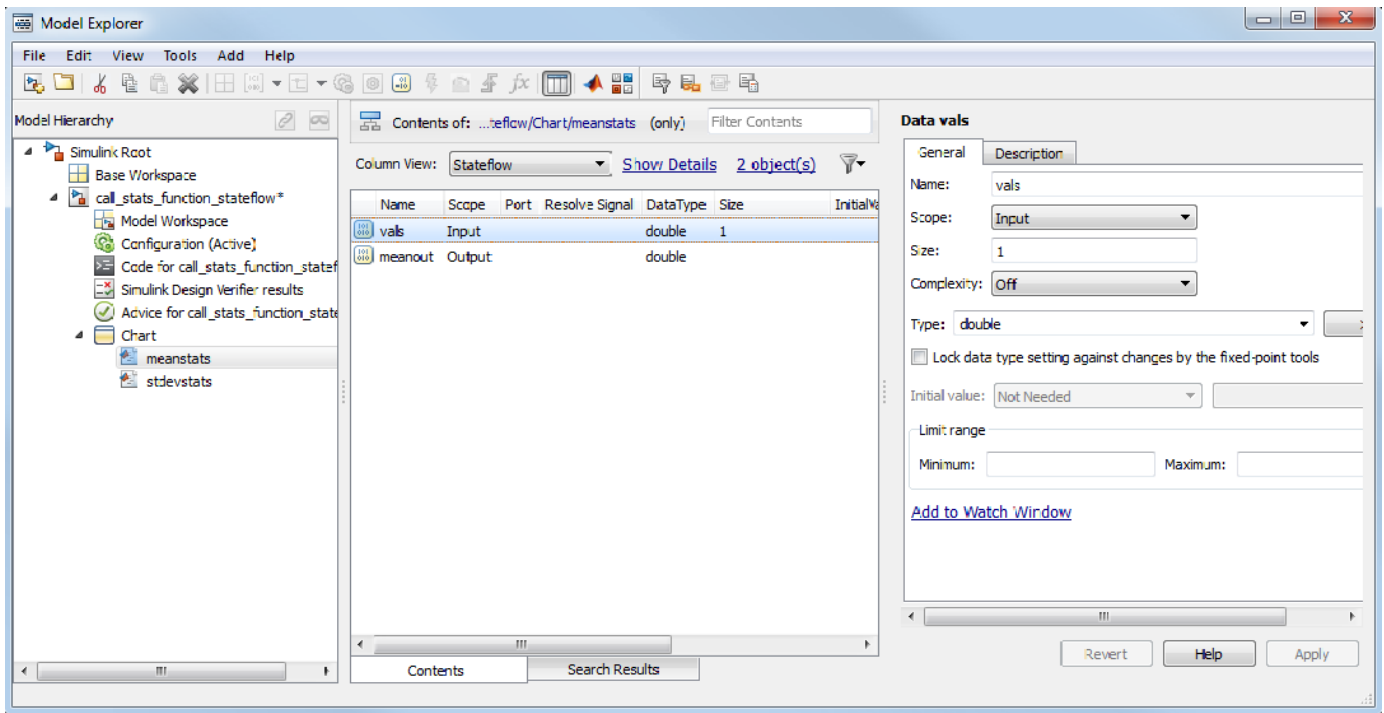 Model Explorer
File Edit View Tools Add Help
Model Hierarchy
Simulink Root
Base Workspace
call_stats_function_stateflow*
Model Workspace
Configuration (Active)
Code for call_stats_function_statef
Simulink Design Verifier results
Advice for call_stats_function_state
Chart
meanstats
stdevstats
Contents of: ...teflow/Chart/meanstats (only) Filter Contents
Column View: Stateflow Show Details 2 object(s)
Name Scope Port Resolve Signal DataType Size InitialVa
vals Input double 1
meanout Output double
Contents Search Results
Data vals
General Description
Name: vals
Scope: Input
Size: 1
Complexity: Off
Type: double
Lock data type setting against changes by the fixed-point tools
Initial value: Not Needed
Limit range
Minimum: Maximum:
Add to Watch Window
Revert Help Apply